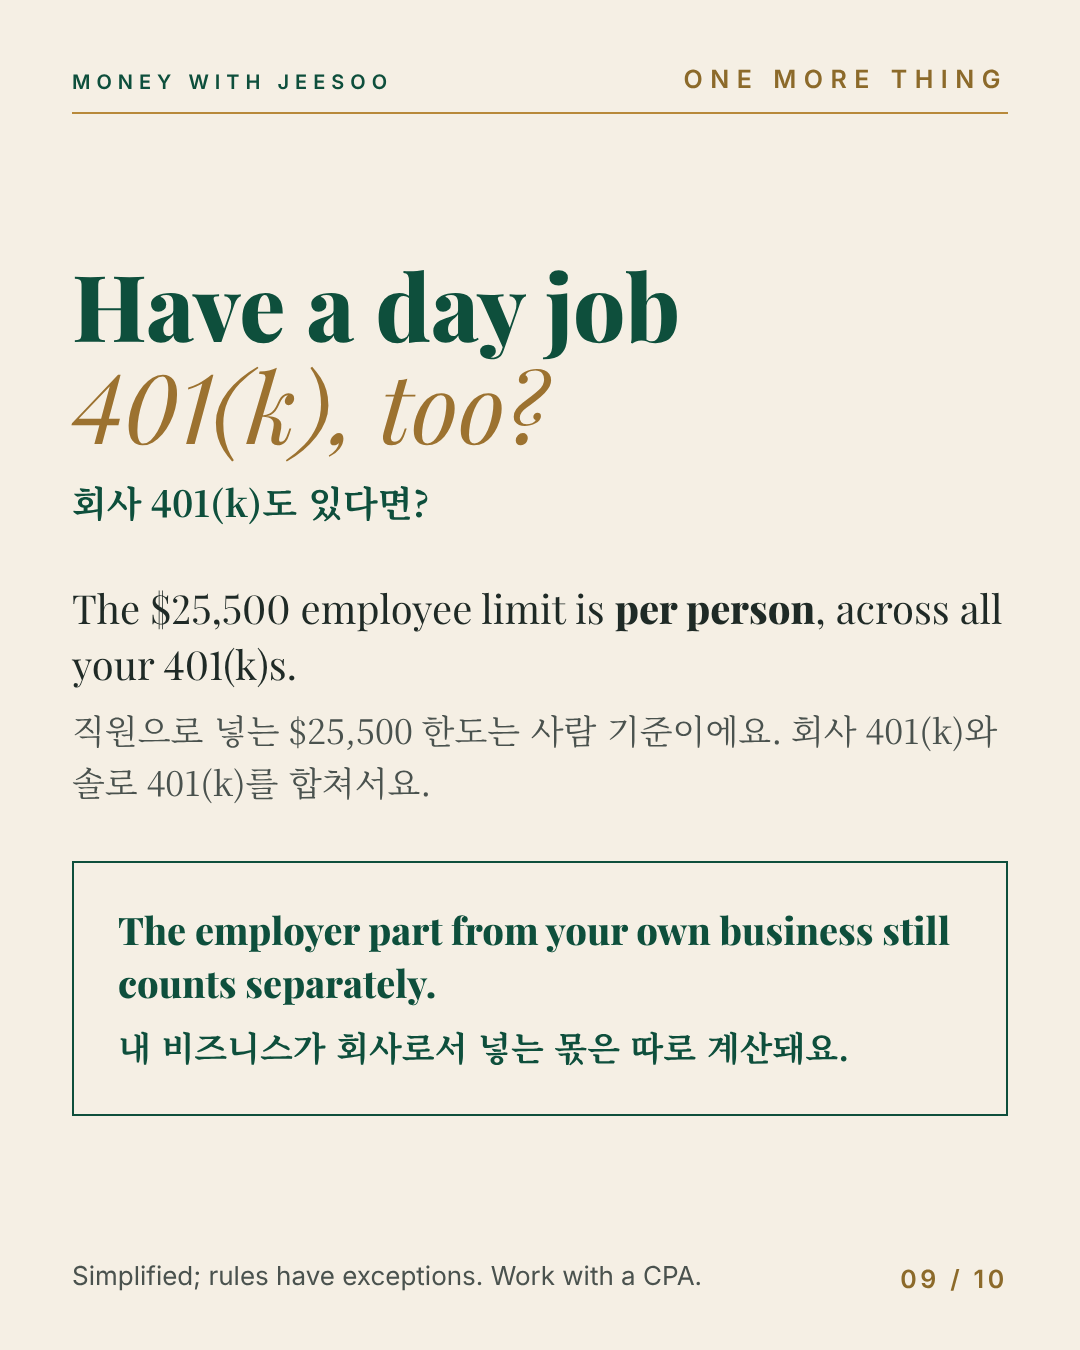 MONEY WITH JEESOO
ONE MORE THING
Have a day job
401(k), too?
회사 401(k)도 있다면?
The $25,500 employee limit is per person, across all
your 401(k)s.
직원으로 넣는 $25,500 한도는 사람 기준이에요. 회사 401(k)와
솔로 401(k)를 합쳐서요.
The employer part from your own business still
counts separately.
내 비즈니스가 회사로서 넣는 몫은 따로 계산돼요.
Simplified; rules have exceptions. Work with a CPA.
09 / 10